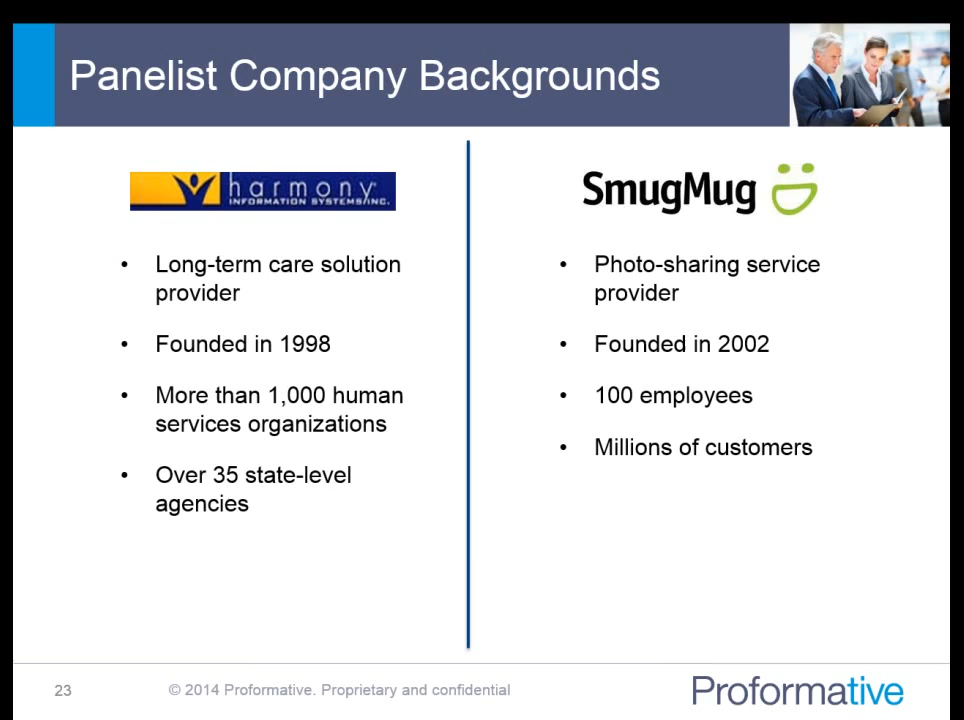 Panelist Company Backgrounds
harmony
INFORMATION SYSTEMS, INC.
• Long-term care solution
provider
• Founded in 1998
• More than 1,000 human
services organizations
• Over 35 state-level
agencies
SmugMug
• Photo-sharing service
provider
• Founded in 2002
• 100 employees
• Millions of customers
23
© 2014 Proformative. Proprietary and confidential
Proformative